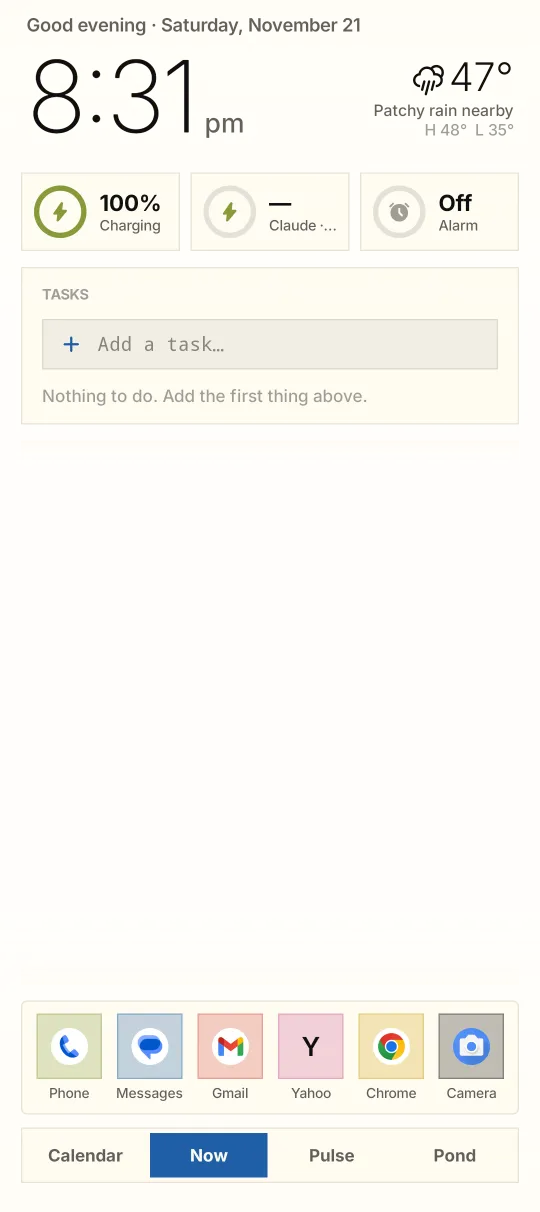 Good evening · Saturday, November 21
8:31 pm
47°
Patchy rain nearby
H 48° L 35°
100%
Charging
—
Claude ·...
Off
Alarm
TASKS
+ Add a task…
Nothing to do. Add the first thing above.
Y
Phone Messages Gmail Yahoo Chrome Camera
Calendar Now Pulse Pond